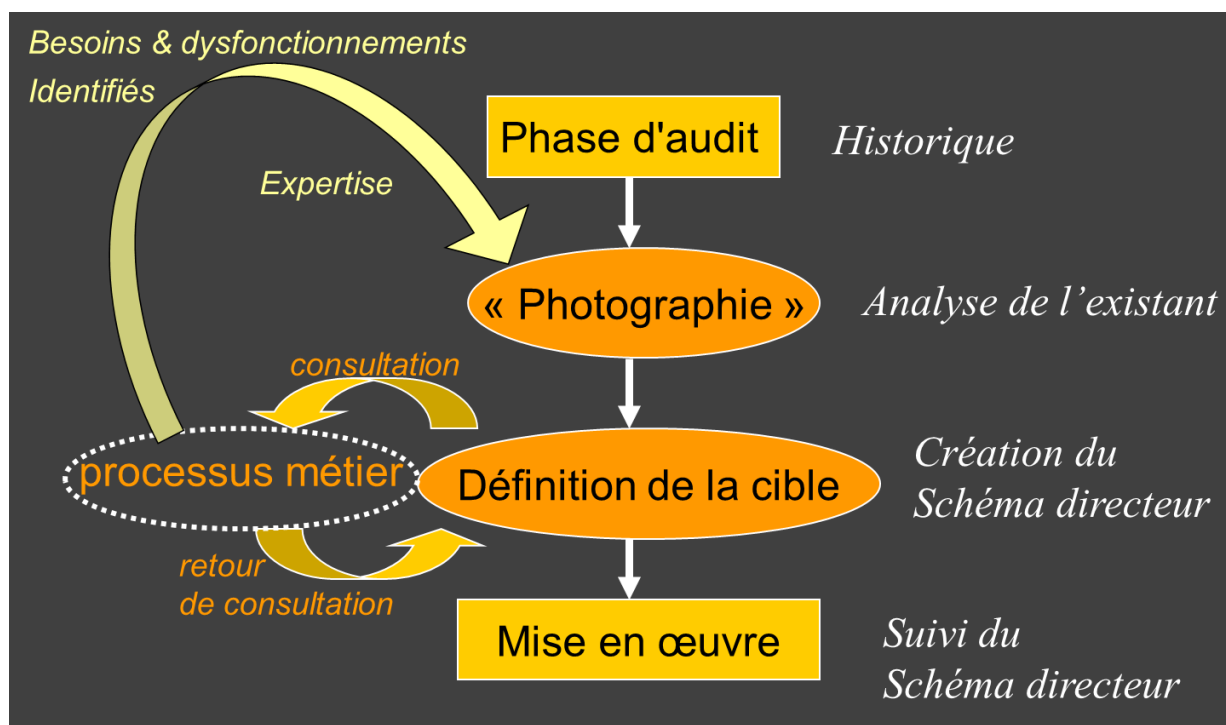 Besoins & dysfonctionnements
Identifiés
Phase d'audit
Historique
Expertise
« Photographie »
Analyse de l’existant
consultation
processus métier
Définition de la cible
Création du
Schéma directeur
retour
de consultation
Mise en œuvre
Suivi du
Schéma directeur